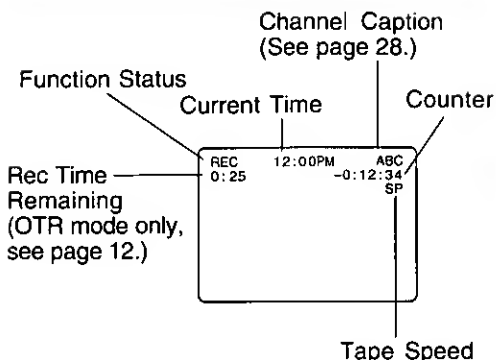 Channel Caption
(See page 28.)
Function Status
Current Time
Counter
REC 12:00PM ABC
0:25 -0:12:34
SP
Rec Time
Remaining
(OTR mode only,
see page 12.)
Tape Speed